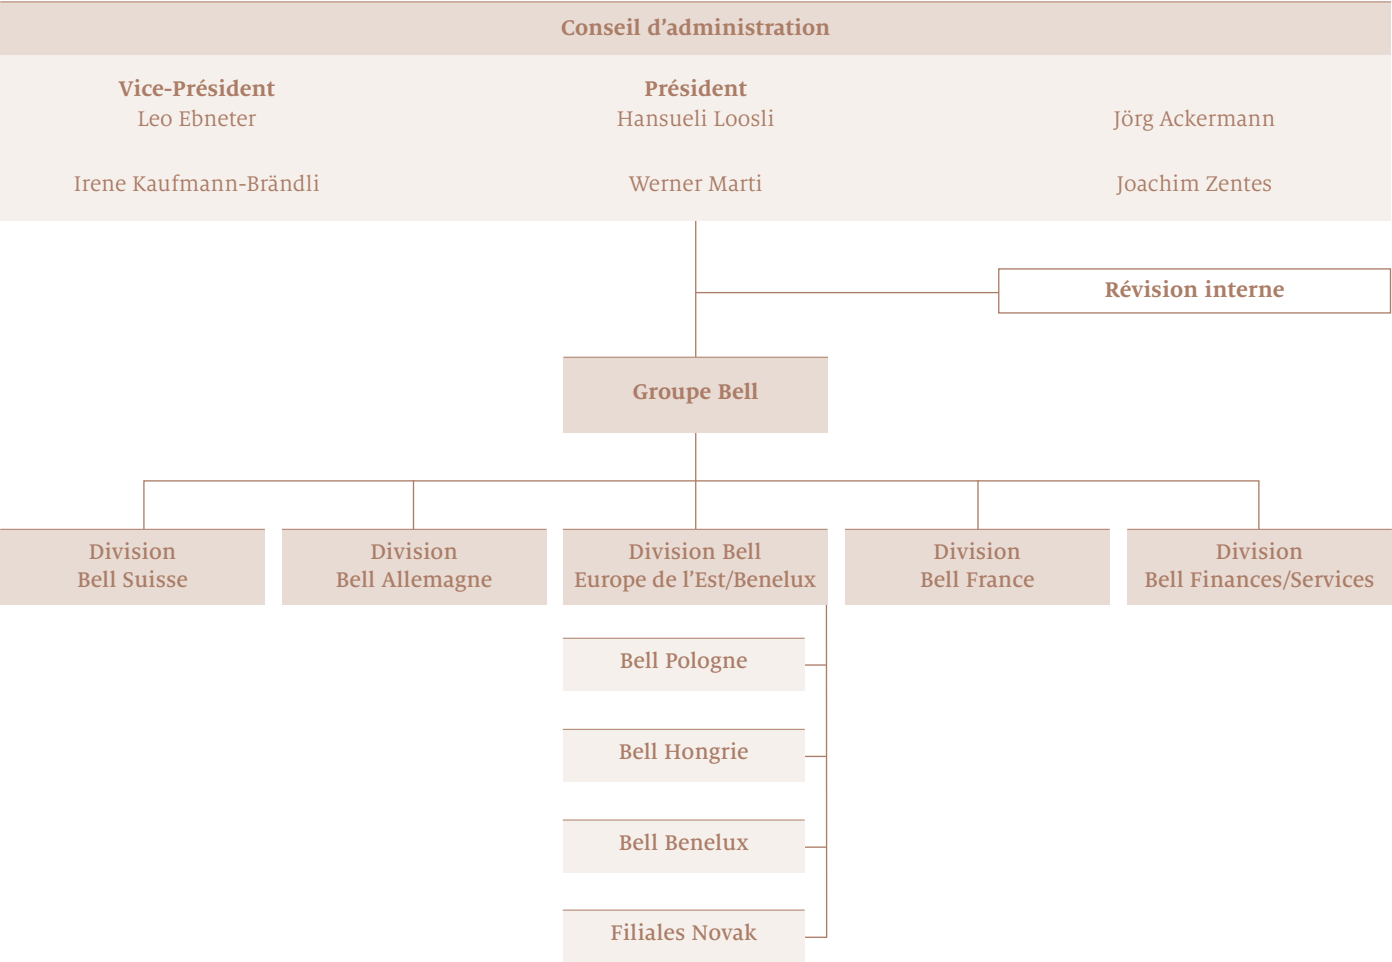 Conseil d’administration
Vice-Président
Leo Ebneter
Président
Hansueli Loosli
Jörg Ackermann
Irene Kaufmann-Brändli
Werner Marti
Joachim Zentes
Révision interne
Groupe Bell
Division
Bell Suisse
Division
Bell Allemagne
Division Bell
Europe de l’Est/Benelux
Division
Bell France
Division
Bell Finances/Services
Bell Pologne
Bell Hongrie
Bell Benelux
Filiales Novak